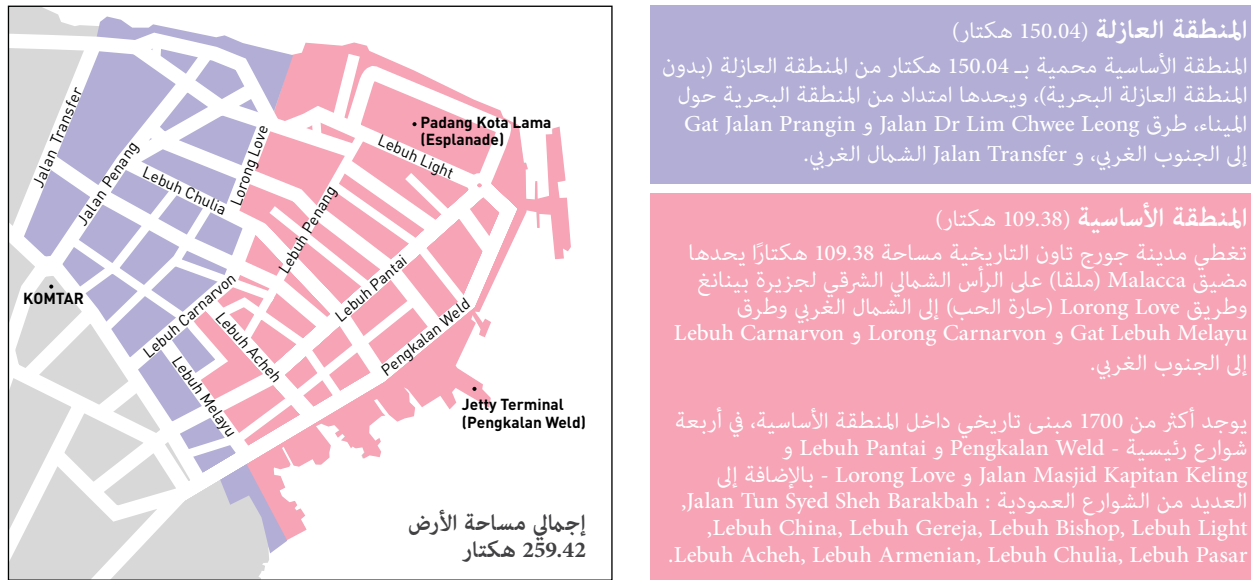 Jalan Transfer
Jalan Penang
Lorong Love
Lebuh Chulia
• Padang Kota Lama
(Esplanade)
Lebuh Light
Lebuh Penang
KOMTAR
Lebuh Carnarvon
Lebuh Acheh
Lebuh Pantai
Pengkalan Weld
Lebuh Melayu
Jetty Terminal
(Pengkalan Weld)
إجمالي مساحة الأرض
259.42 هكتار
المنطقة العازلة (150.04 هكتار)
المنطقة الأساسية محمية بـ 150.04 هكتار من المنطقة العازلة (بدون
المنطقة العازلة البحرية)، ويحدها امتداد من المنطقة البحرية حول
الميناء، طرق Jalan Dr Lim Chwee Leong و Gat Jalan Prangin
إلى الجنوب الغربي، و Jalan Transfer الشمال الغربي.
المنطقة الأساسية (109.38 هكتار)
تغطي مدينة جورج تاون التاريخية مساحة 109.38 هكتارًا يحدها
مضيق Malacca (ملقا) على الرأس الشمالي الشرقي لجزيرة بينانغ
وطريق Lorong Love (حارة الحب) إلى الشمال الغربي وطرق
Gat Lebuh Melayu و Lorong Carnarvon و Lebuh Carnarvon
إلى الجنوب الغربي.
يوجد أكثر من 1700 مبنى تاريخي داخل المنطقة الأساسية، في أربعة
شوارع رئيسية - Pengkalan Weld و Lebuh Pantai و
Jalan Masjid Kapitan Keling و Lorong Love - بالإضافة إلى
العديد من الشوارع العمودية : Jalan Tun Syed Sheh Barakbah,
Lebuh China, Lebuh Gereja, Lebuh Bishop, Lebuh Light,
Lebuh Acheh, Lebuh Armenian, Lebuh Chulia, Lebuh Pasar.